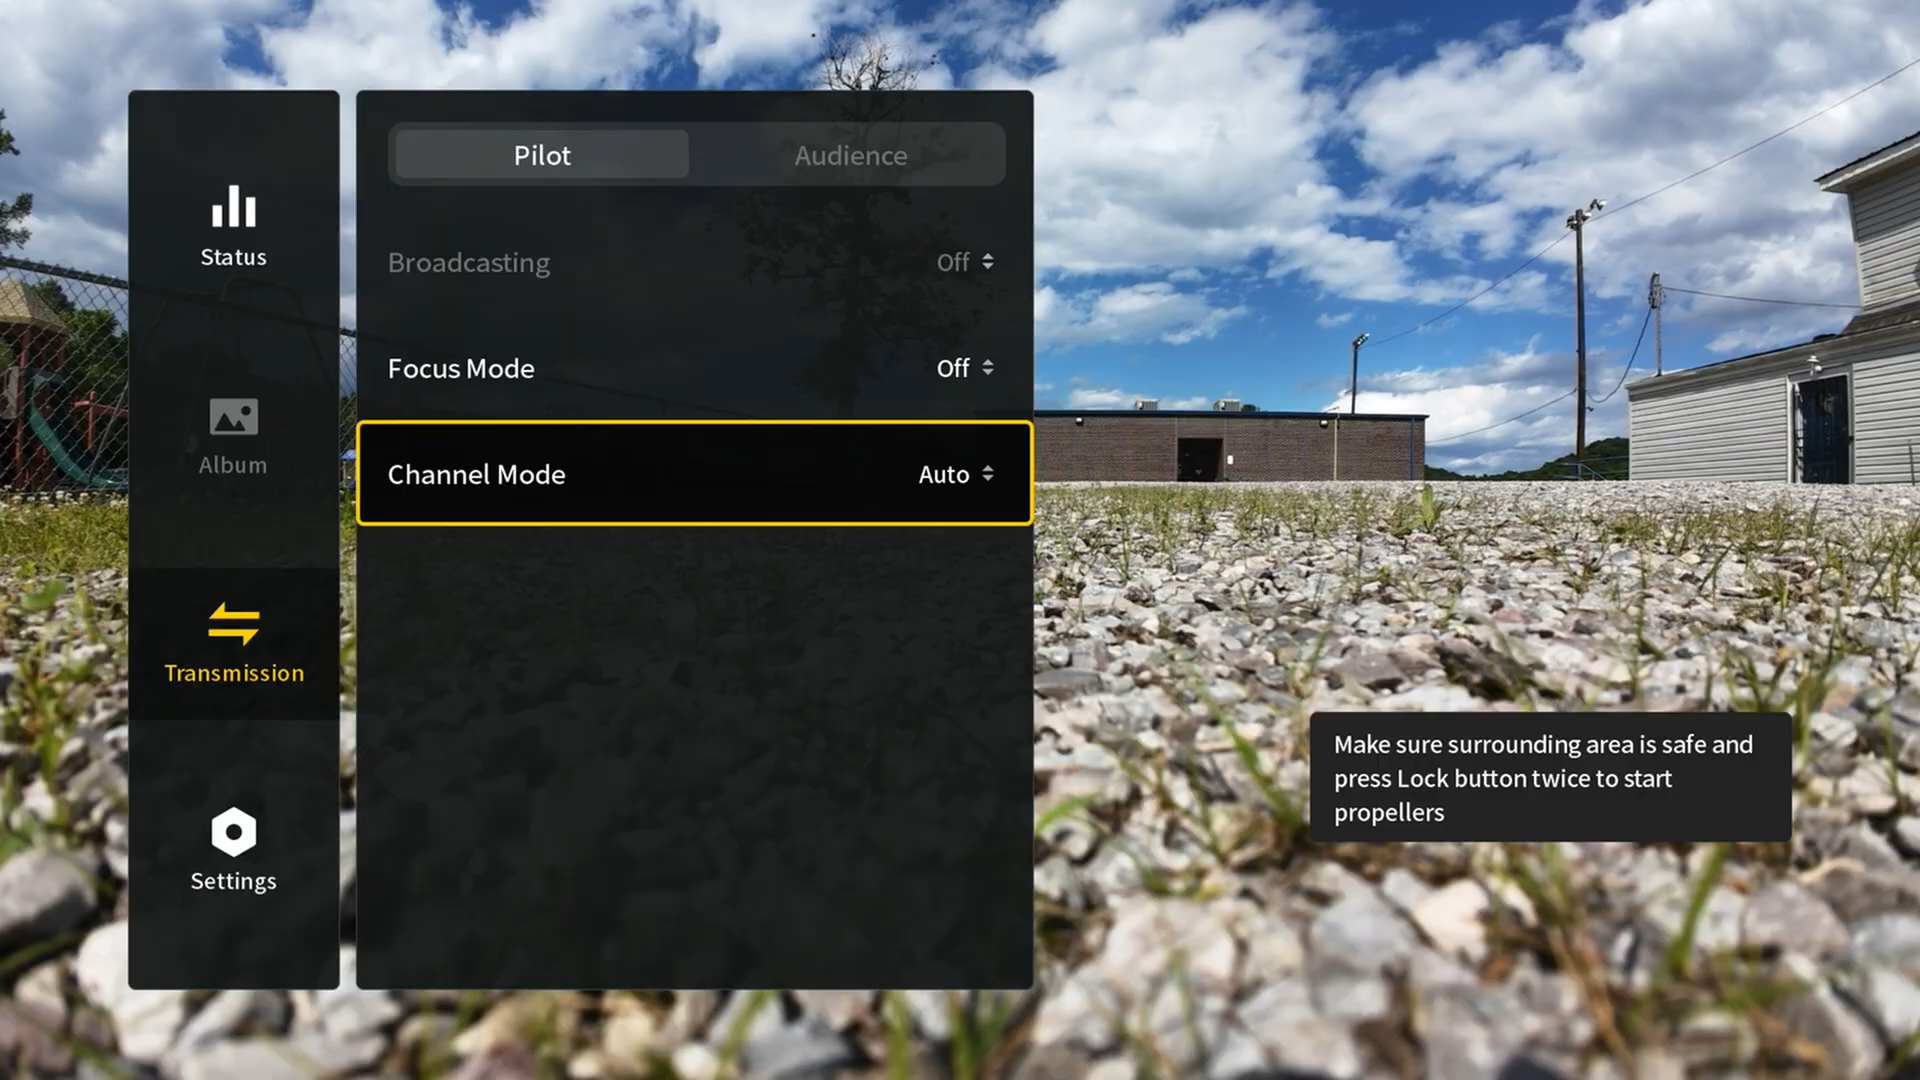 Status
Album
Transmission
Settings
Pilot
Audience
Broadcasting
Off
Focus Mode
Off
Channel Mode
Auto
Make sure surrounding area is safe and
press Lock button twice to start
propellers